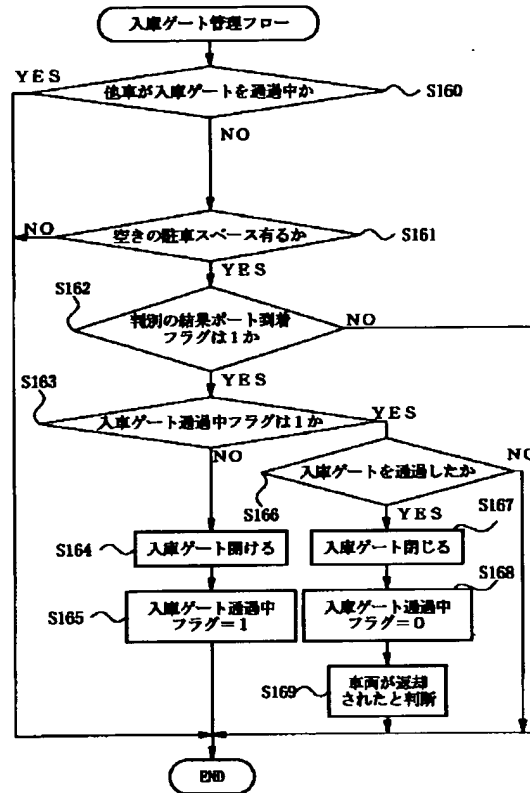 入庫ゲート管理フロー
YES
他車が入庫ゲートを通過中か
S160
NO
NO
空きの駐車スペース有るか
S161
YES
S162
判別の結果ポート到着
フラグは1か
NO
S163
YES
入車ゲート通過中フラグは1か
YES
NO
入庫ゲートを通過したか
NO
S166
YES
S167
S164
入庫ゲート開ける
入庫ゲート閉じる
S168
S165
入庫ゲート通過中
フラグ=1
入庫ゲート通過中
フラグ=0
S169
車両が返却
されたと判断
END